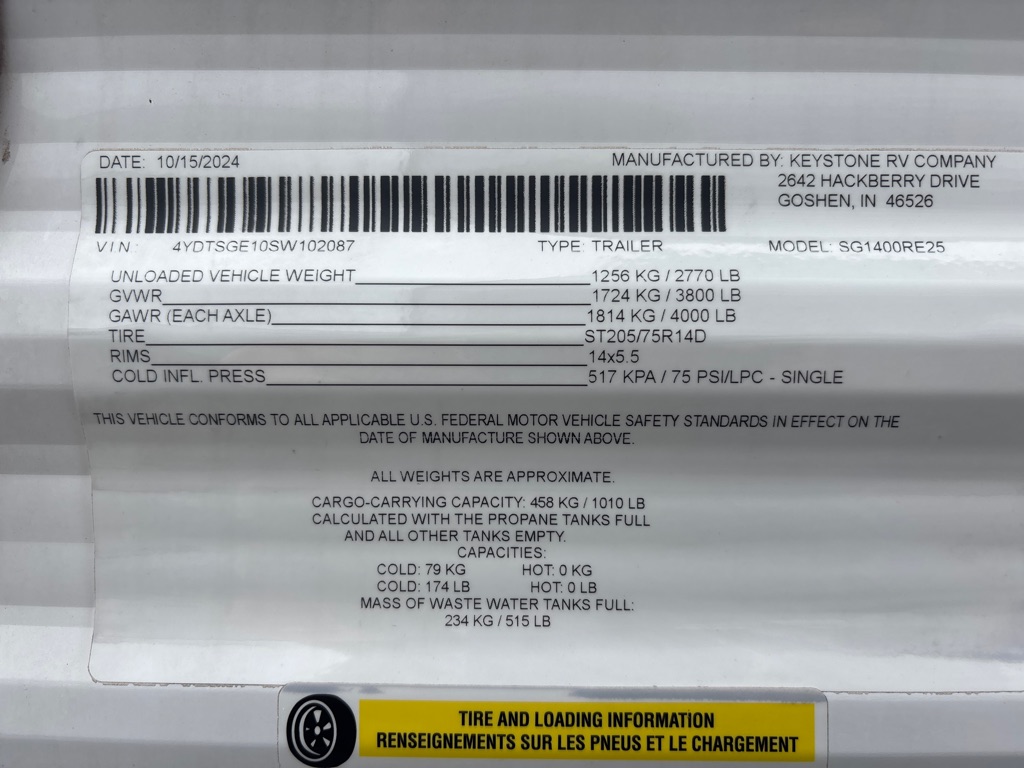 DATE: 10/15/2024
MANUFACTURED BY: KEYSTONE RV COMPANY
2642 HACKBERRY DRIVE
GOSHEN, IN 46526
V.I.N.: 4YDTSGE10SW102087 TYPE: TRAILER MODEL: SG1400RE25
UNLOADED VEHICLE WEIGHT 1256 KG / 2770 LB
GVWR 1724 KG / 3800 LB
GAWR (EACH AXLE) 1814 KG / 4000 LB
TIRE ST205/75R14D
RIMS 14x5.5
COLD INFL. PRESS 517 KPA / 75 PSI/LPC - SINGLE
THIS VEHICLE CONFORMS TO ALL APPLICABLE U.S. FEDERAL MOTOR VEHICLE SAFETY STANDARDS IN EFFECT ON THE
DATE OF MANUFACTURE SHOWN ABOVE.
ALL WEIGHTS ARE APPROXIMATE.
CARGO-CARRYING CAPACITY: 458 KG / 1010 LB
CALCULATED WITH THE PROPANE TANKS FULL
AND ALL OTHER TANKS EMPTY.
CAPACITIES:
COLD: 79 KG HOT: 0 KG
COLD: 174 LB HOT: 0 LB
MASS OF WASTE WATER TANKS FULL:
234 KG / 515 LB
TIRE AND LOADING INFORMATION
RENSEIGNEMENTS SUR LES PNEUS ET LE CHARGEMENT